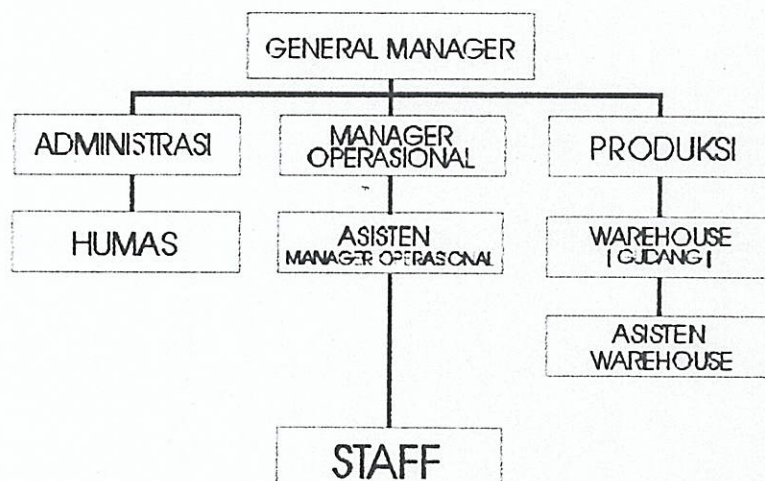 GENERAL MANAGER
ADMINISTRASI
MANAGER
OPERASIONAL
PRODUKSI
HUMAS
ASISTEN
MANAGER OPERASIONAL
WAREHOUSE
[ GUDANG ]
ASISTEN
WAREHOUSE
STAFF